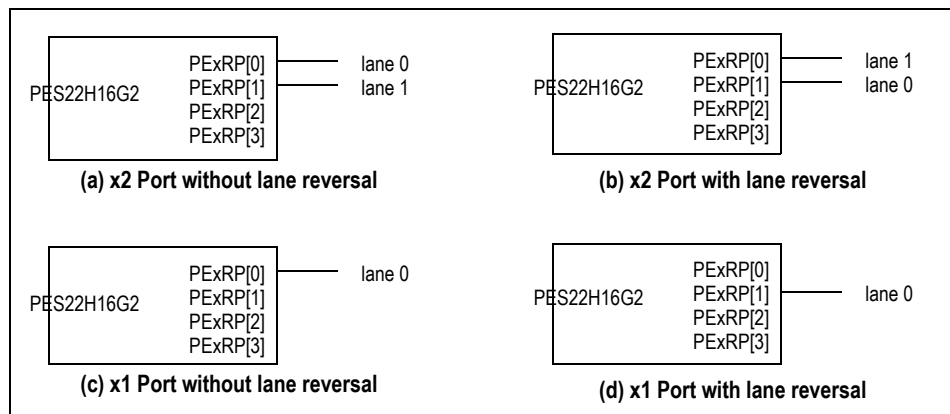 PExRP[0] lane 0
PES22H16G2 PExRP[1] lane 1
PExRP[2]
PExRP[3]
(a) x2 Port without lane reversal
PExRP[0] lane 1
PES22H16G2 PExRP[1] lane 0
PExRP[2]
PExRP[3]
(b) x2 Port with lane reversal
PExRP[0] lane 0
PES22H16G2 PExRP[1]
PExRP[2]
PExRP[3]
(c) x1 Port without lane reversal
PExRP[0]
PES22H16G2 PExRP[1] lane 0
PExRP[2]
PExRP[3]
(d) x1 Port with lane reversal